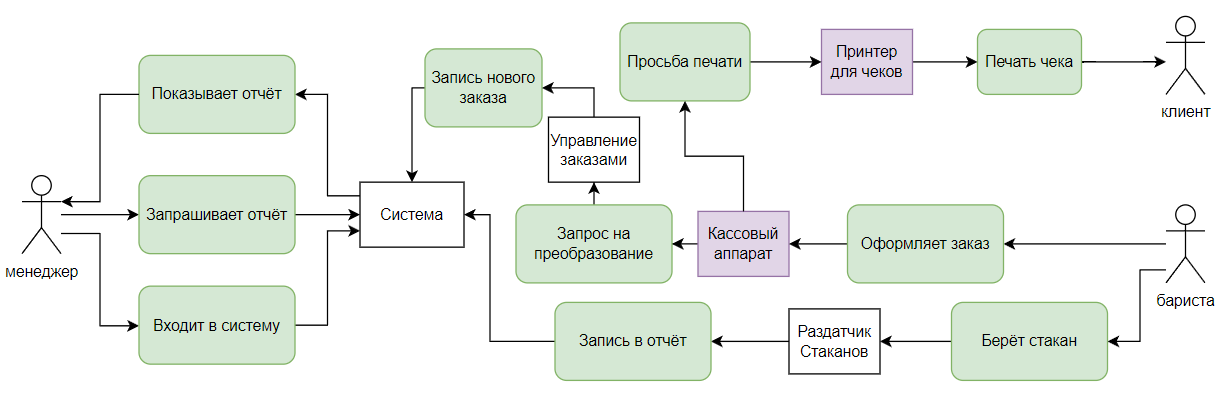 Показывает отчёт
Запрашивает отчёт
Входит в систему
менеджер
Система
Запись нового
заказа
Управление
заказами
Запрос на
преобразование
Кассовый
аппарат
Оформляет заказ
Просьба печати
Принтер
для чеков
Печать чека
клиент
Запись в отчёт
Раздатчик
Стаканов
Берёт стакан
бариста